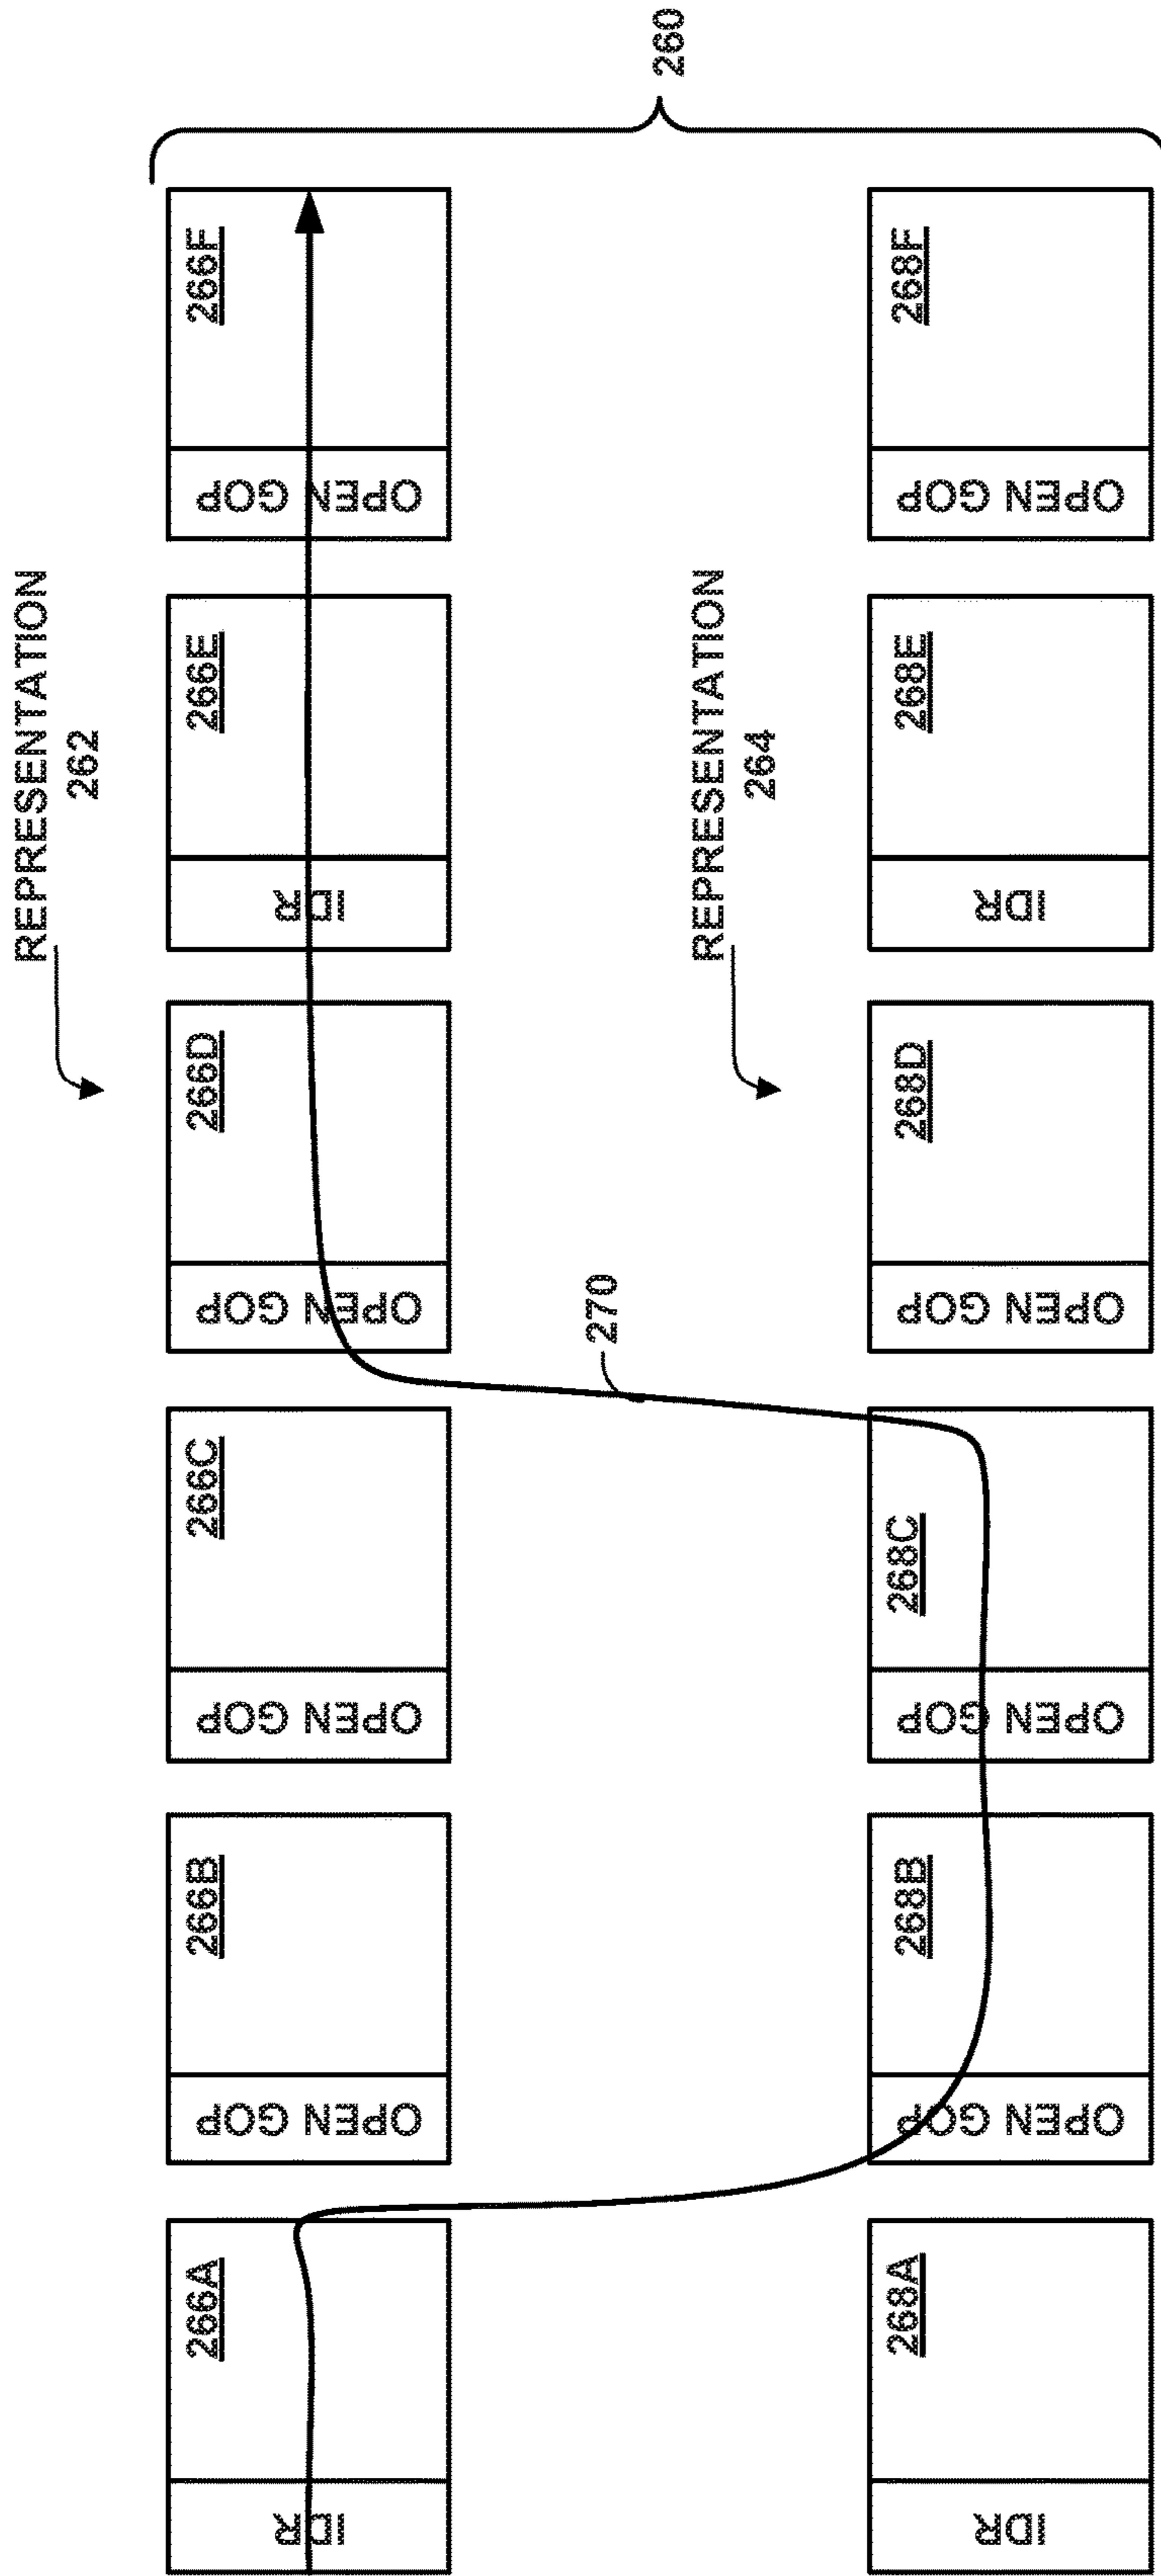 REPRESENTATION
262
IDR
266A
OPEN GOP
266B
OPEN GOP
266C
OPEN GOP
266D
IDR
266E
OPEN GOP
266F
270
260
REPRESENTATION
264
IDR
268A
OPEN GOP
268B
OPEN GOP
268C
OPEN GOP
268D
IDR
268E
OPEN GOP
268F